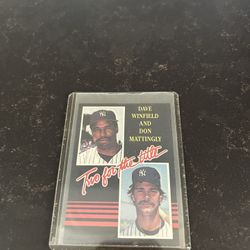 DAVE
WINFIELD
AND
DON
MATTINGLY
Two for the title